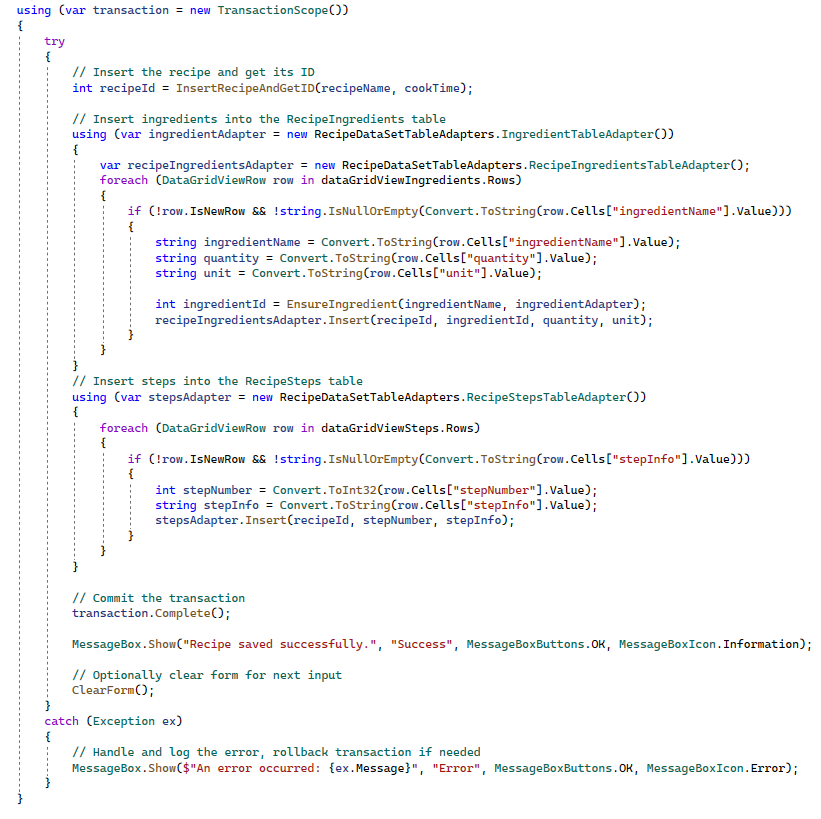 using (var transaction = new TransactionScope())
{
    try
    {
        // Insert the recipe and get its ID
        int recipeId = InsertRecipeAndGetID(recipeName, cookTime);

        // Insert ingredients into the RecipeIngredients table
        using (var ingredientAdapter = new RecipeDataSetTableAdapters.IngredientTableAdapter())
        {
            var recipeIngredientsAdapter = new RecipeDataSetTableAdapters.RecipeIngredientsTableAdapter();
            foreach (DataGridViewRow row in dataGridViewIngredients.Rows)
            {
                if (!row.IsNewRow && !string.IsNullOrEmpty(Convert.ToString(row.Cells["ingredientName"].Value)))
                {
                    string ingredientName = Convert.ToString(row.Cells["ingredientName"].Value);
                    string quantity = Convert.ToString(row.Cells["quantity"].Value);
                    string unit = Convert.ToString(row.Cells["unit"].Value);

                    int ingredientId = EnsureIngredient(ingredientName, ingredientAdapter);
                    recipeIngredientsAdapter.Insert(recipeId, ingredientId, quantity, unit);
                }
            }
        }
        // Insert steps into the RecipeSteps table
        using (var stepsAdapter = new RecipeDataSetTableAdapters.RecipeStepsTableAdapter())
        {
            foreach (DataGridViewRow row in dataGridViewSteps.Rows)
            {
                if (!row.IsNewRow && !string.IsNullOrEmpty(Convert.ToString(row.Cells["stepInfo"].Value)))
                {
                    int stepNumber = Convert.ToInt32(row.Cells["stepNumber"].Value);
                    string stepInfo = Convert.ToString(row.Cells["stepInfo"].Value);
                    stepsAdapter.Insert(recipeId, stepNumber, stepInfo);
                }
            }
        }

        // Commit the transaction
        transaction.Complete();

        MessageBox.Show("Recipe saved successfully.", "Success", MessageBoxButtons.OK, MessageBoxIcon.Information);

        // Optionally clear form for next input
        ClearForm();
    }
    catch (Exception ex)
    {
        // Handle and log the error, rollback transaction if needed
        MessageBox.Show($"An error occurred: {ex.Message}", "Error", MessageBoxButtons.OK, MessageBoxIcon.Error);
    }
}